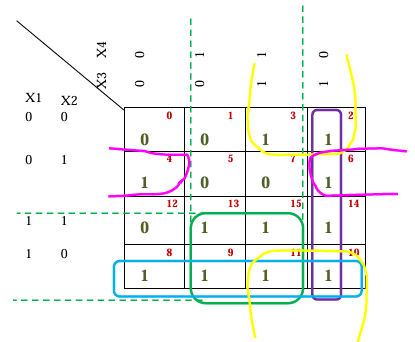 X4 0 1 1 0
X3 0 0 1 1
X1 X2
0 0 0 1 3 2
0 0 1 1
0 1 4 5 7 6
1 0 0 1
12 13 15 14
1 1 0 1 1 1
1 0 8 9 11 10
1 1 1 1